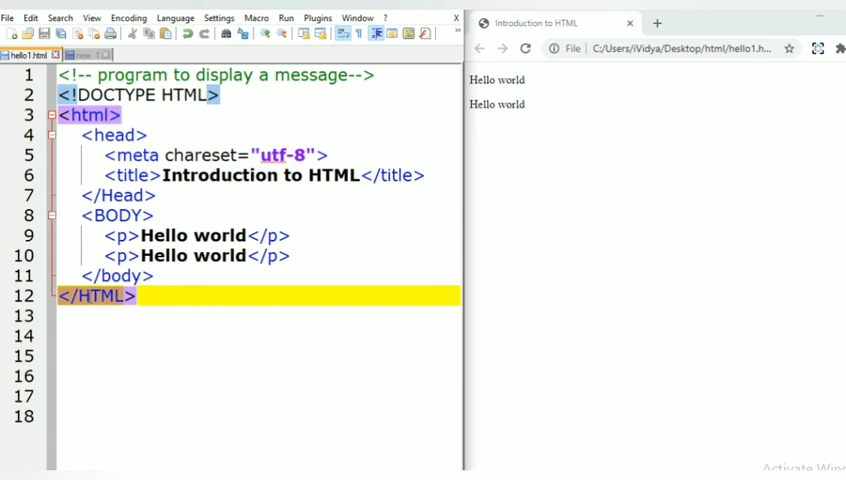 File Edit Search View Encoding Language Settings Macro Run Plugins Window ? X
hello1.html new 1
1 <!-- program to display a message-->
2 <!DOCTYPE HTML>
3 <html>
4 <head>
5 <meta chareset="utf-8">
6 <title>Introduction to HTML</title>
7 </Head>
8 <BODY>
9 <p>Hello world</p>
10 <p>Hello world</p>
11 </body>
12 </HTML>
13
14
15
16
17
18
Introduction to HTML
File C:/Users/iVidya/Desktop/html/hello1.h...
Hello world
Hello world
Activate Win